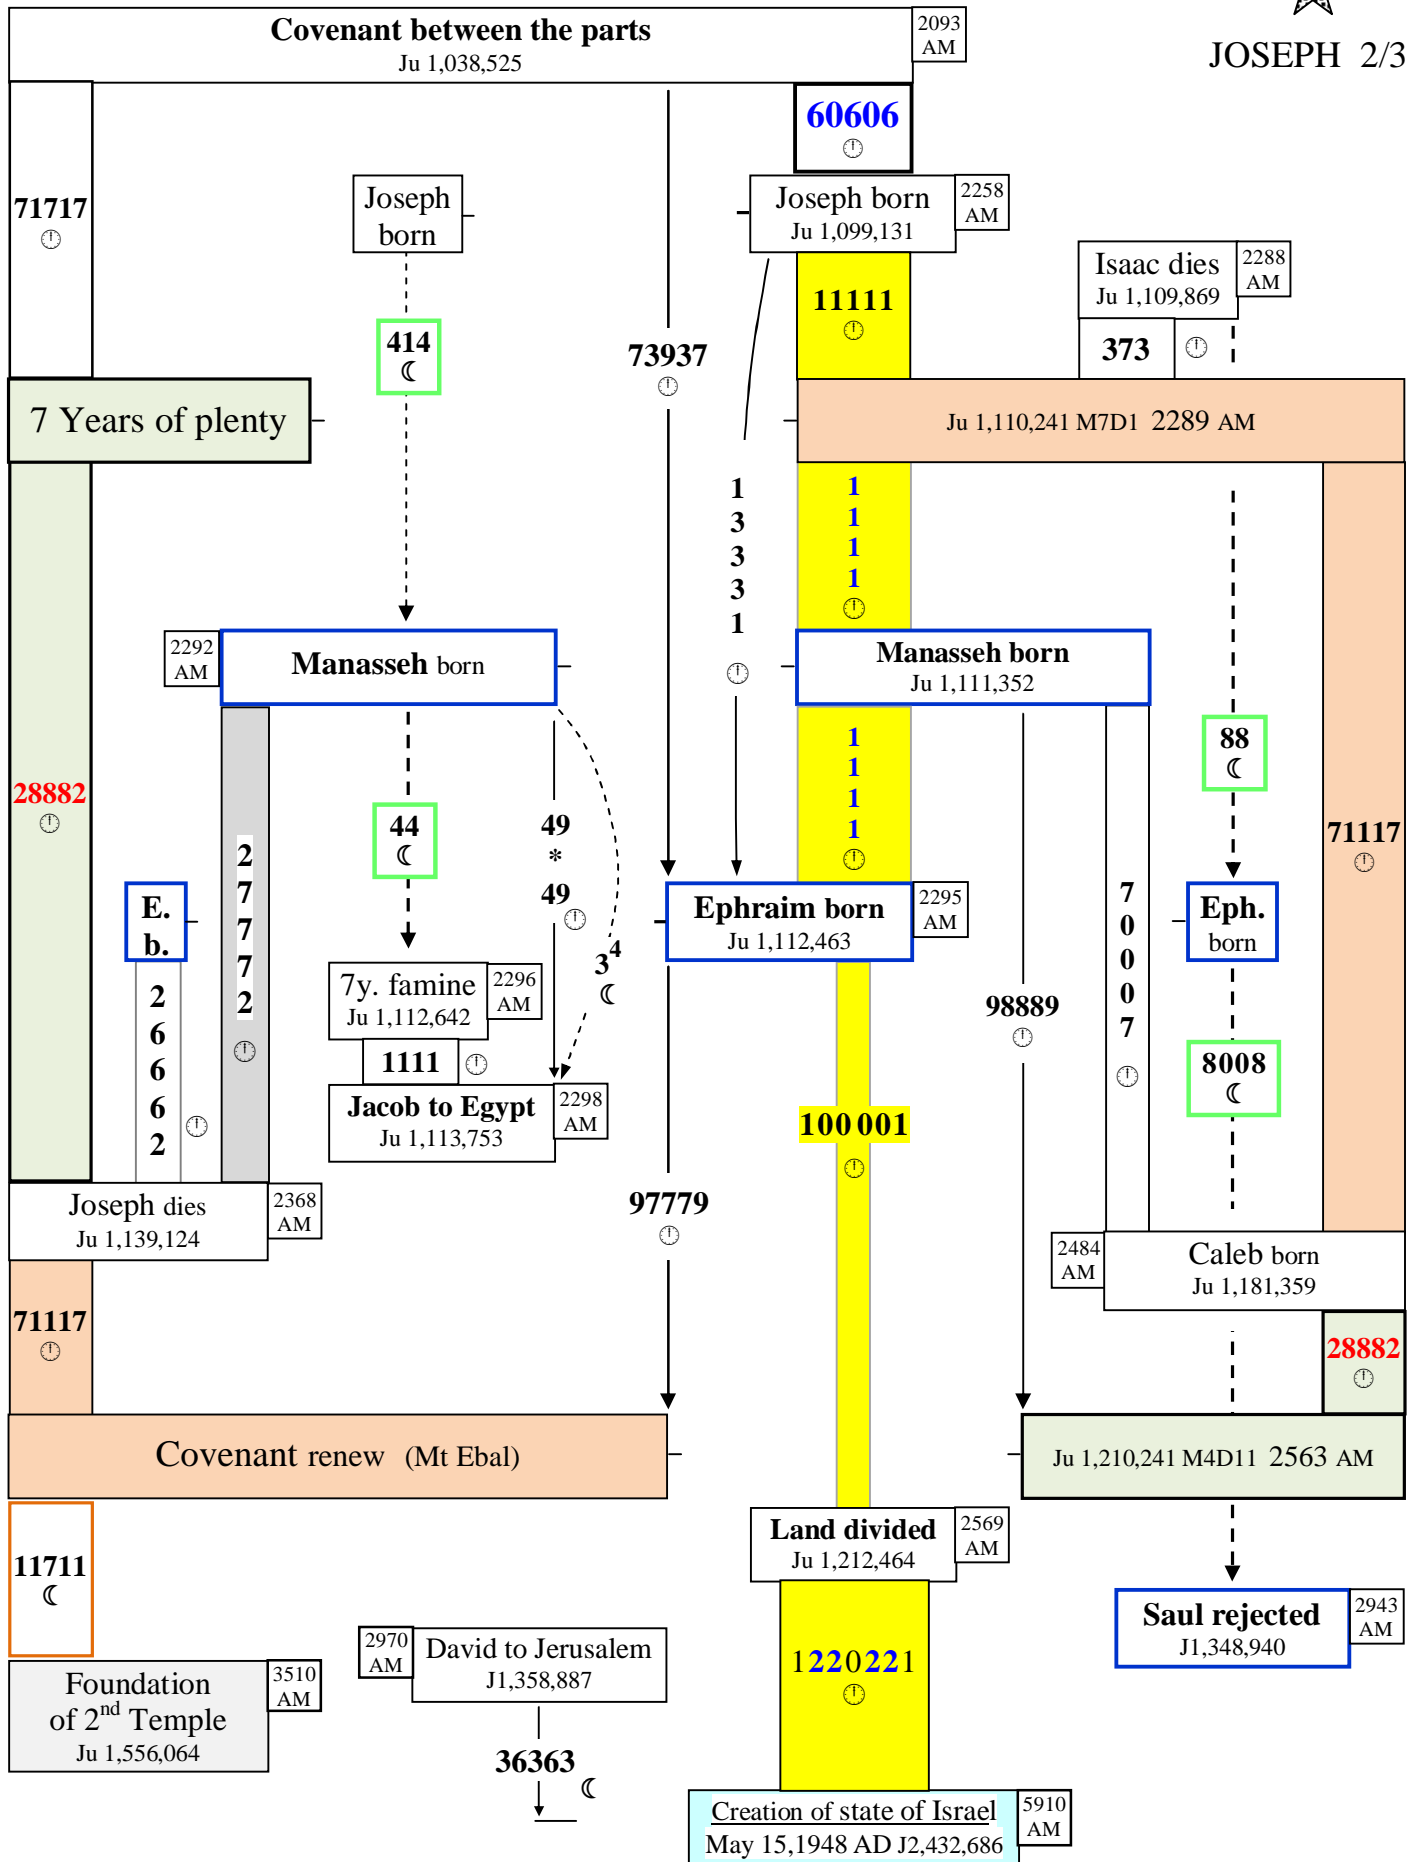 Covenant between the parts
Ju 1,038,525
2093
AM
JOSEPH 2/3
60606
71717
Joseph
born
Joseph born
Ju 1,099,131
2258
AM
Isaac dies
Ju 1,109,869
2288
AM
11111
414
73937
373
7 Years of plenty
Ju 1,110,241 M7D1 2289 AM
1
3
3
3
1
1
1
1
1
2292
AM
Manasseh born
Manasseh born
Ju 1,111,352
28882
2
7
7
7
2
44
49
*
49
3⁴
1
1
1
1
88
71117
E.
b.
Ephraim born
Ju 1,112,463
2295
AM
7
0
0
0
7
Eph.
born
2
6
6
6
2
7y. famine
Ju 1,112,642
2296
AM
1111
98889
8008
Jacob to Egypt
Ju 1,113,753
2298
AM
100 001
Joseph dies
Ju 1,139,124
2368
AM
97779
2484
AM
Caleb born
Ju 1,181,359
71117
28882
Covenant renew (Mt Ebal)
Ju 1,210,241 M4D11 2563 AM
11711
Land divided
Ju 1,212,464
2569
AM
Saul rejected
J1,348,940
2943
AM
2970
AM
David to Jerusalem
J1,358,887
1220221
Foundation
of 2nd Temple
Ju 1,556,064
3510
AM
36363
Creation of state of Israel
May 15,1948 AD J2,432,686
5910
AM